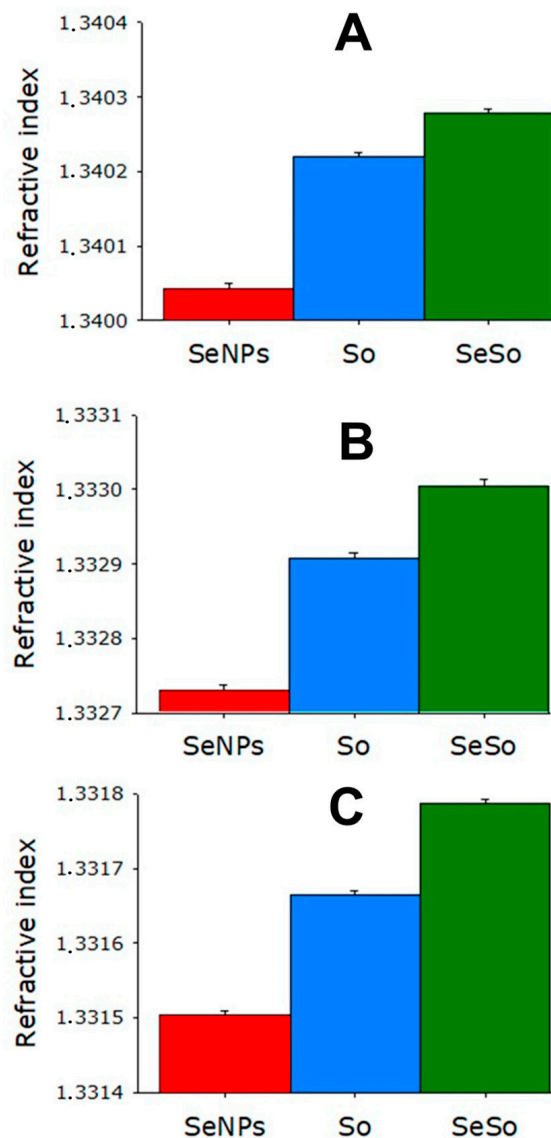 A
Refractive index
1.3404
1.3403
1.3402
1.3401
1.3400
SeNPs So SeSo
B
Refractive index
1.3331
1.3330
1.3329
1.3328
1.3327
SeNPs So SeSo
C
Refractive index
1.3318
1.3317
1.3316
1.3315
1.3314
SeNPs So SeSo